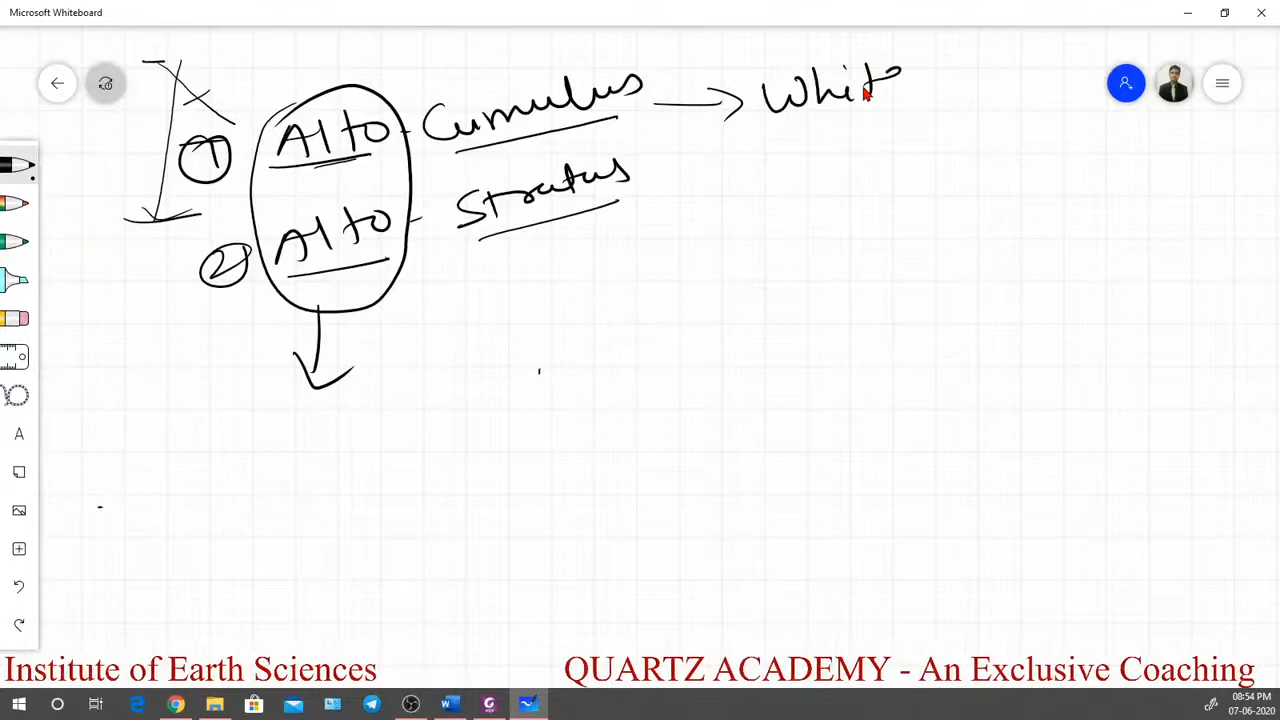 Microsoft Whiteboard
① Alto - Cumulus → White
② Alto - Stratus
A
Institute of Earth Sciences
QUARTZ ACADEMY - An Exclusive Coaching
08:54 PM
07-06-2020